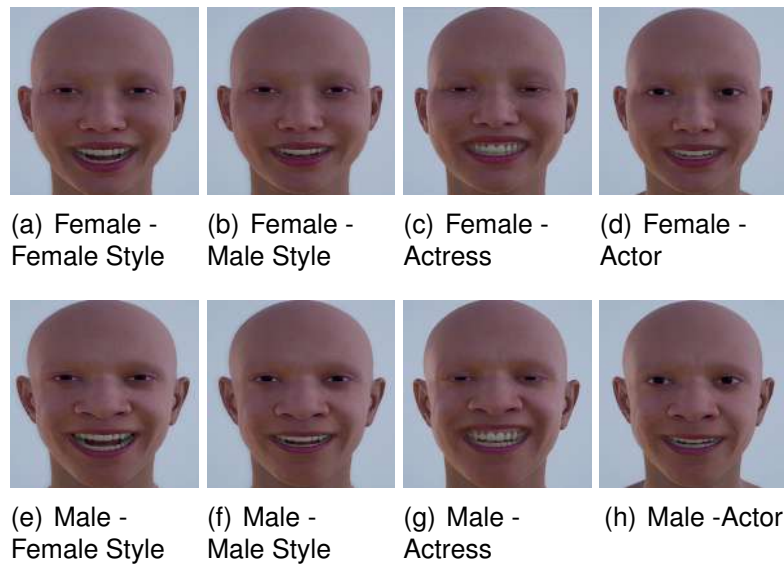 (a) Female -
Female Style
(b) Female -
Male Style
(c) Female -
Actress
(d) Female -
Actor
(e) Male -
Female Style
(f) Male -
Male Style
(g) Male -
Actress
(h) Male -Actor